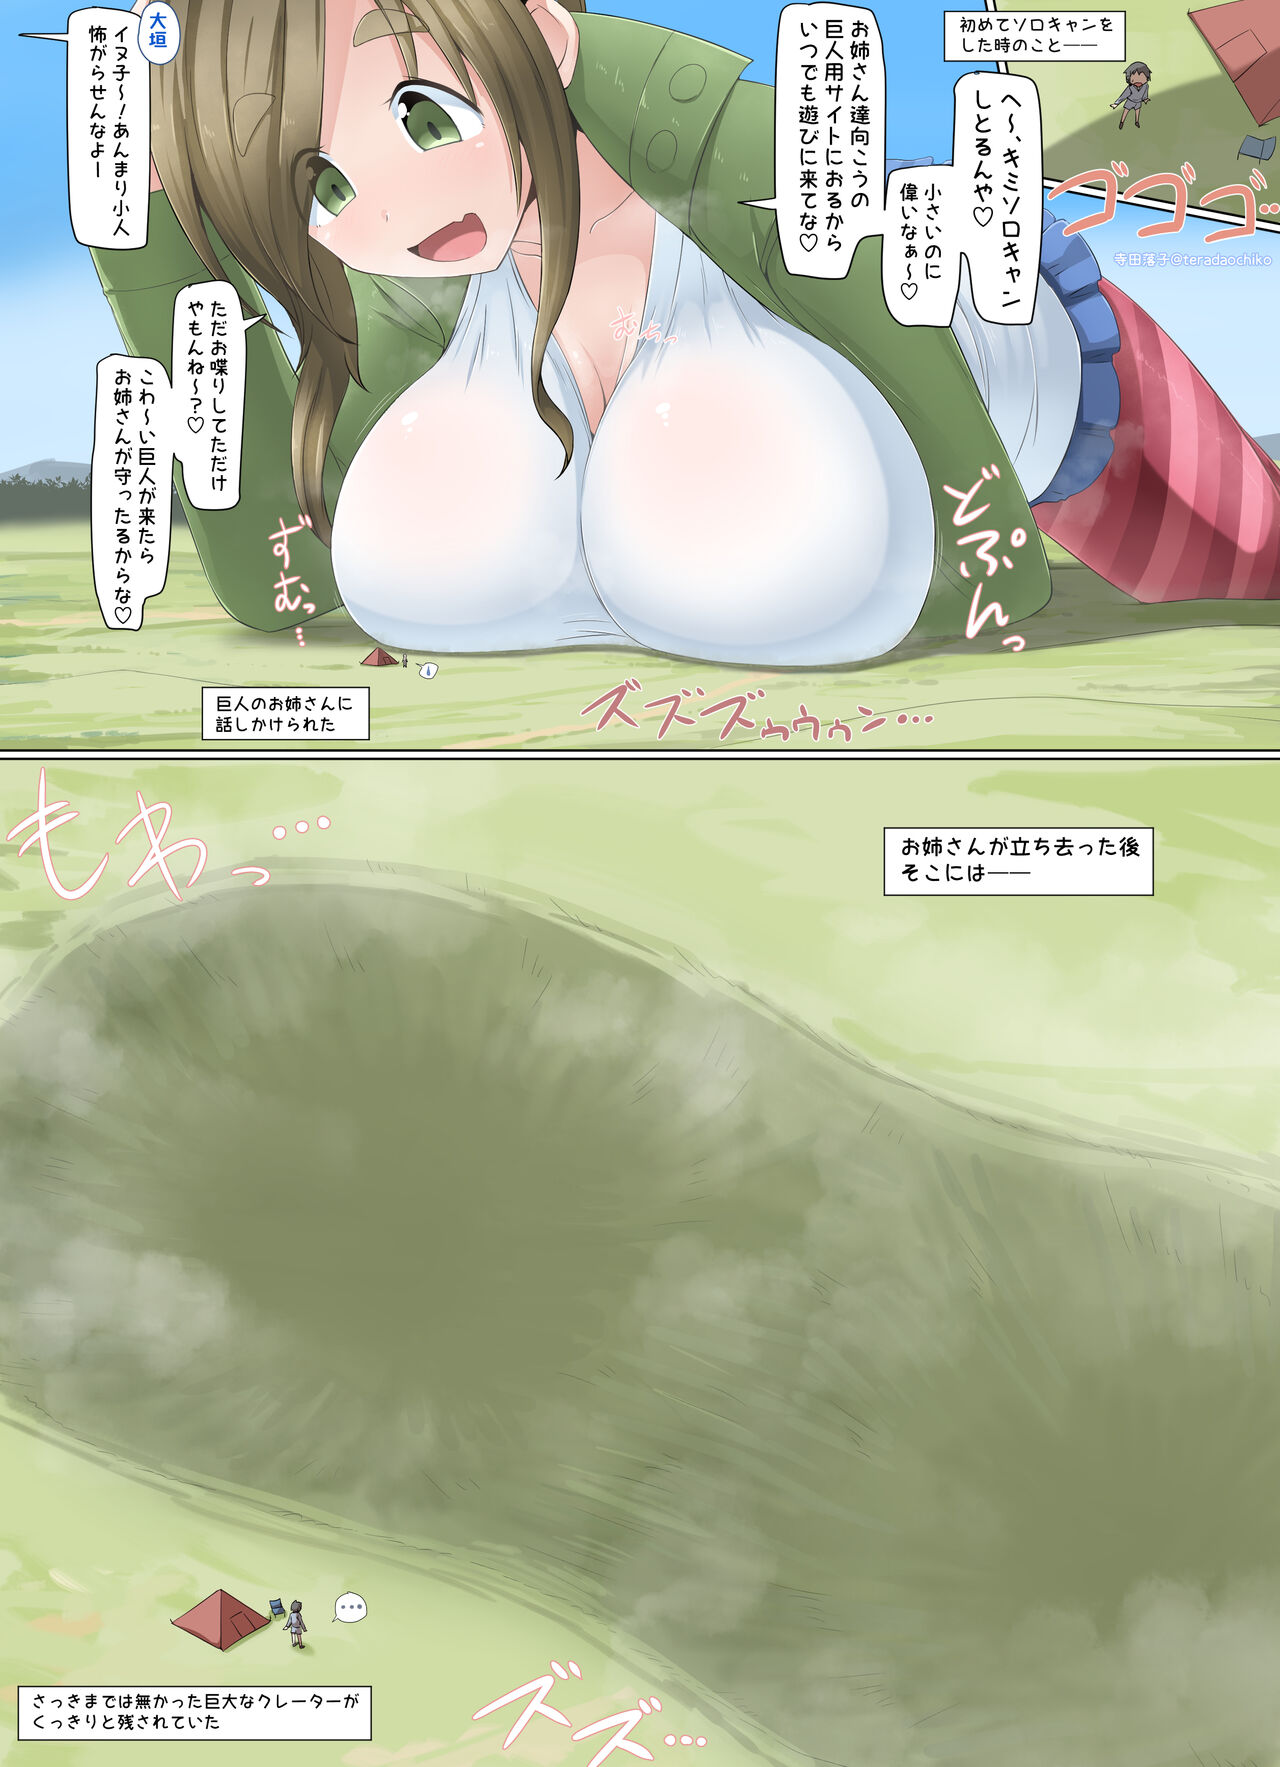 初めてソロキャンを
した時のこと――
ゴゴゴ…
寺田落子@teradaochiko
へ〜、キミソロキャン
しとるんや♡
小さいのに
偉いなぁ〜♡
お姉さん達向こうの
巨人用サイトにおるから
いつでも遊びに来てな♡
大垣
イヌ子〜!あんまり小人
怖がらせんなよー
ただお喋りしてただけ
やもんね〜?♡
こわ〜い巨人が来たら
お姉さんが守ったるからな♡
むちっ
どぷんっ
ずむっ…
ズズズゥウゥン…
巨人のお姉さんに
話しかけられた
もわっ…
お姉さんが立ち去った後
そこには――
…
さっきまでは無かった巨大なクレーターが
くっきりと残されていた
ズズ…